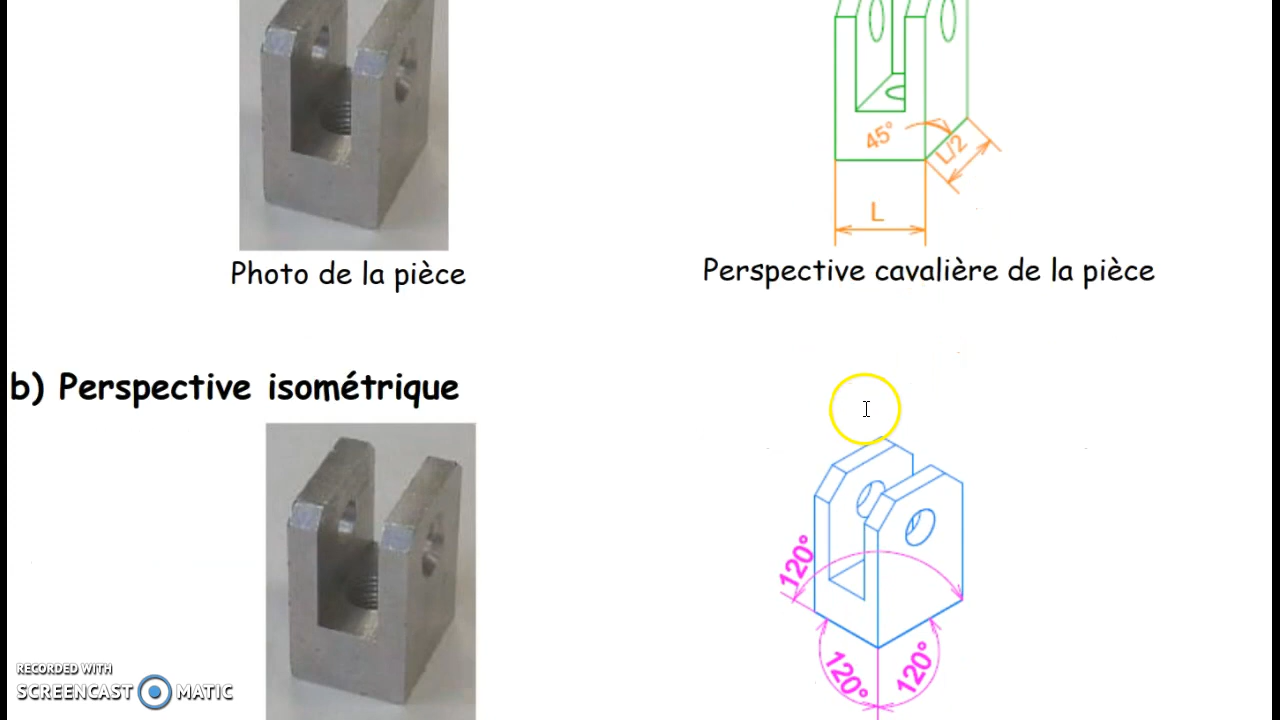 45°
L/2
L
Photo de la pièce
Perspective cavalière de la pièce
b) Perspective isométrique
120°
120°
120°
RECORDED WITH
SCREENCAST MATIC